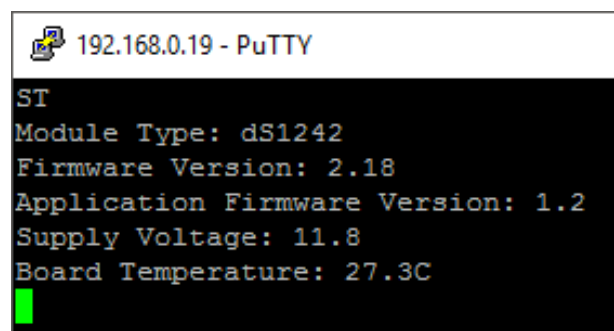 192.168.0.19 - PuTTY
ST
Module Type: dS1242
Firmware Version: 2.18
Application Firmware Version: 1.2
Supply Voltage: 11.8
Board Temperature: 27.3C